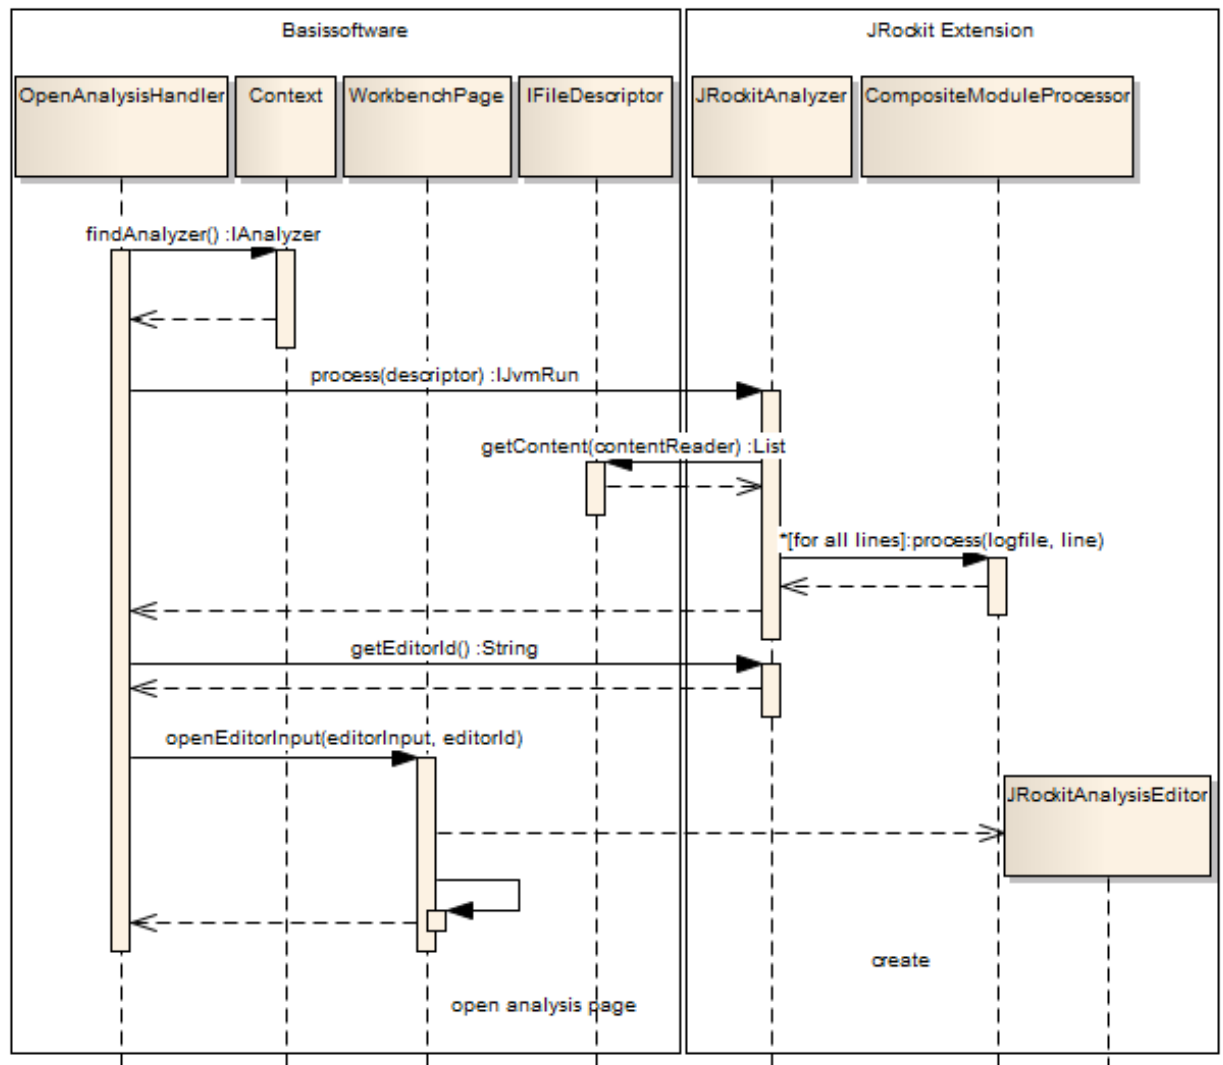 Basissoftware
JRockit Extension
OpenAnalysisHandler
Context
WorkbenchPage
IFileDescriptor
JRockitAnalyzer
CompositeModuleProcessor
findAnalyzer() :IAnalyzer
process(descriptor) :IJvmRun
getContent(contentReader) :List
*[for all lines]:process(logfile, line)
getEditorId() :String
openEditorInput(editorInput, editorId)
JRockitAnalysisEditor
create
open analysis page